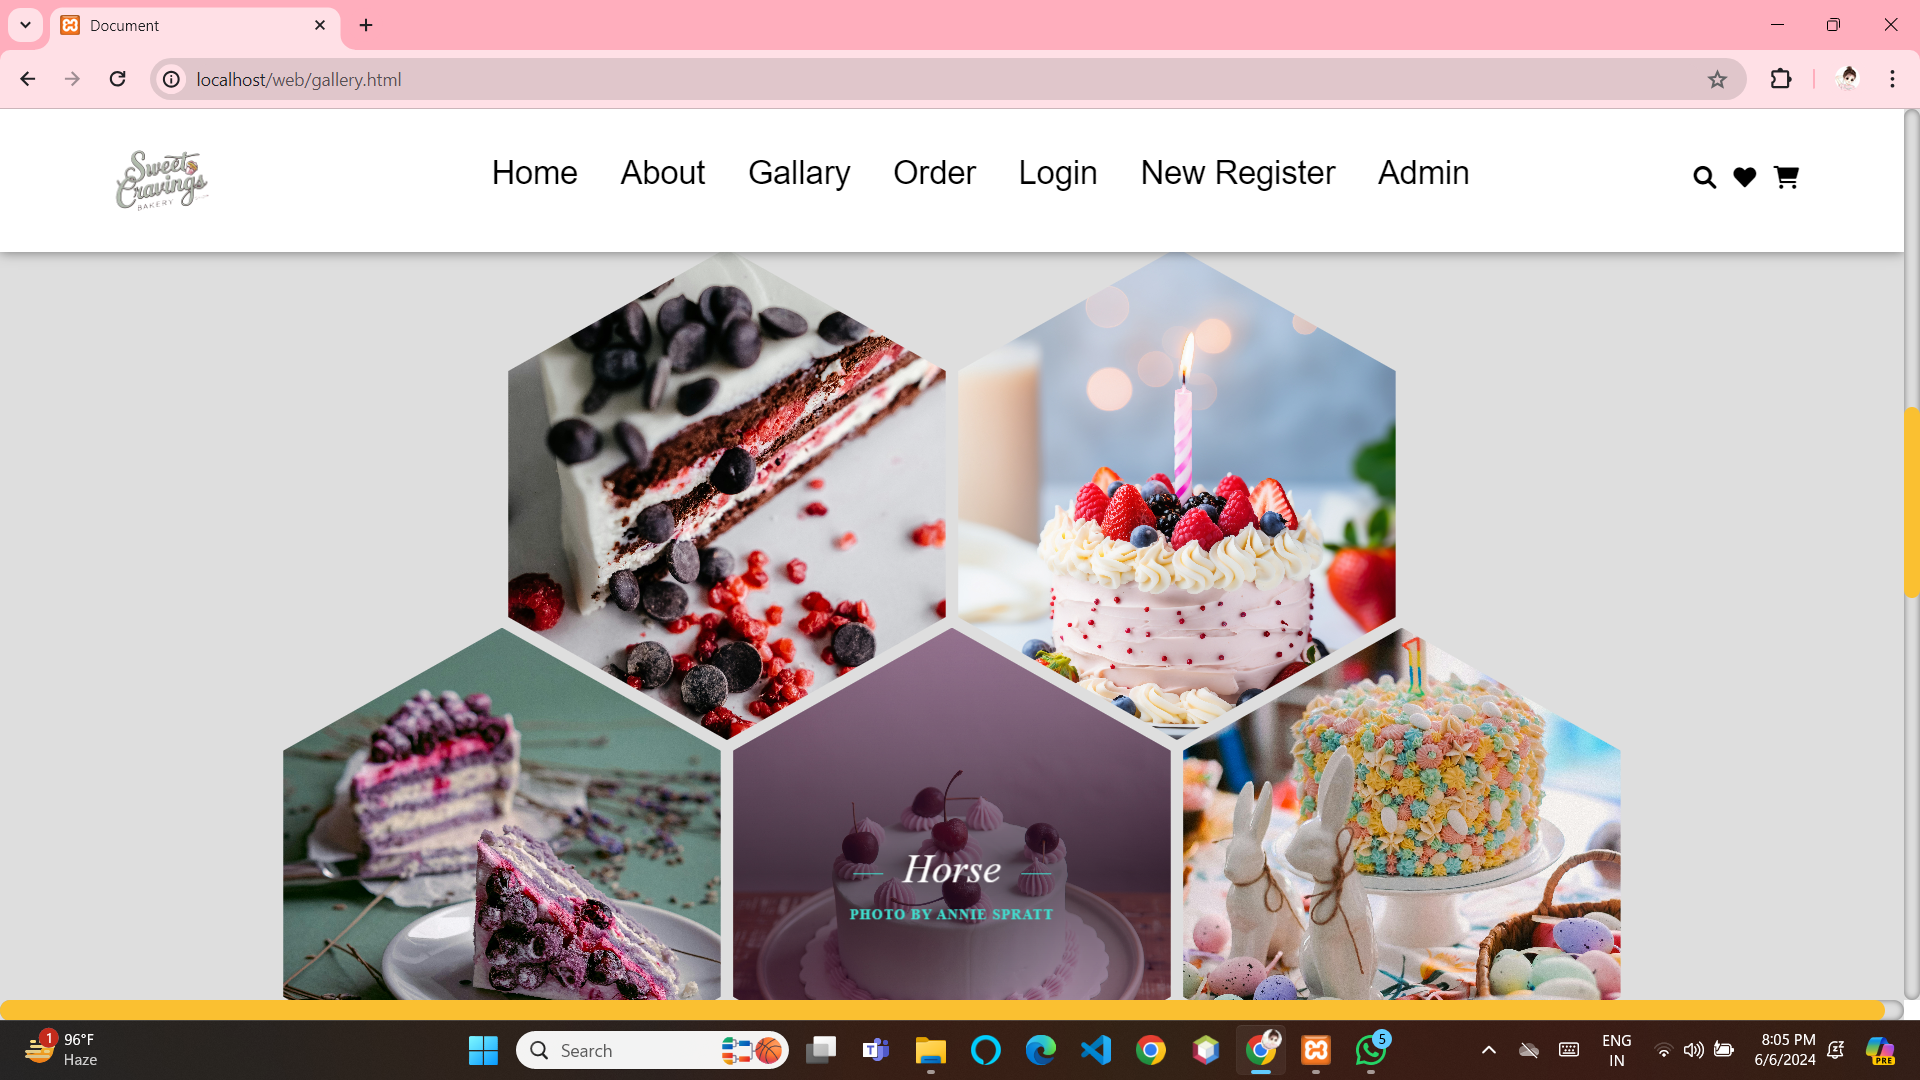 Document
localhost/web/gallery.html
Sweet
Cravings
BAKERY
Home About Gallary Order Login New Register Admin
Horse
PHOTO BY ANNIE SPRATT
1
96°F
Haze
Search
5
ENG
IN
8:05 PM
6/6/2024
PRE